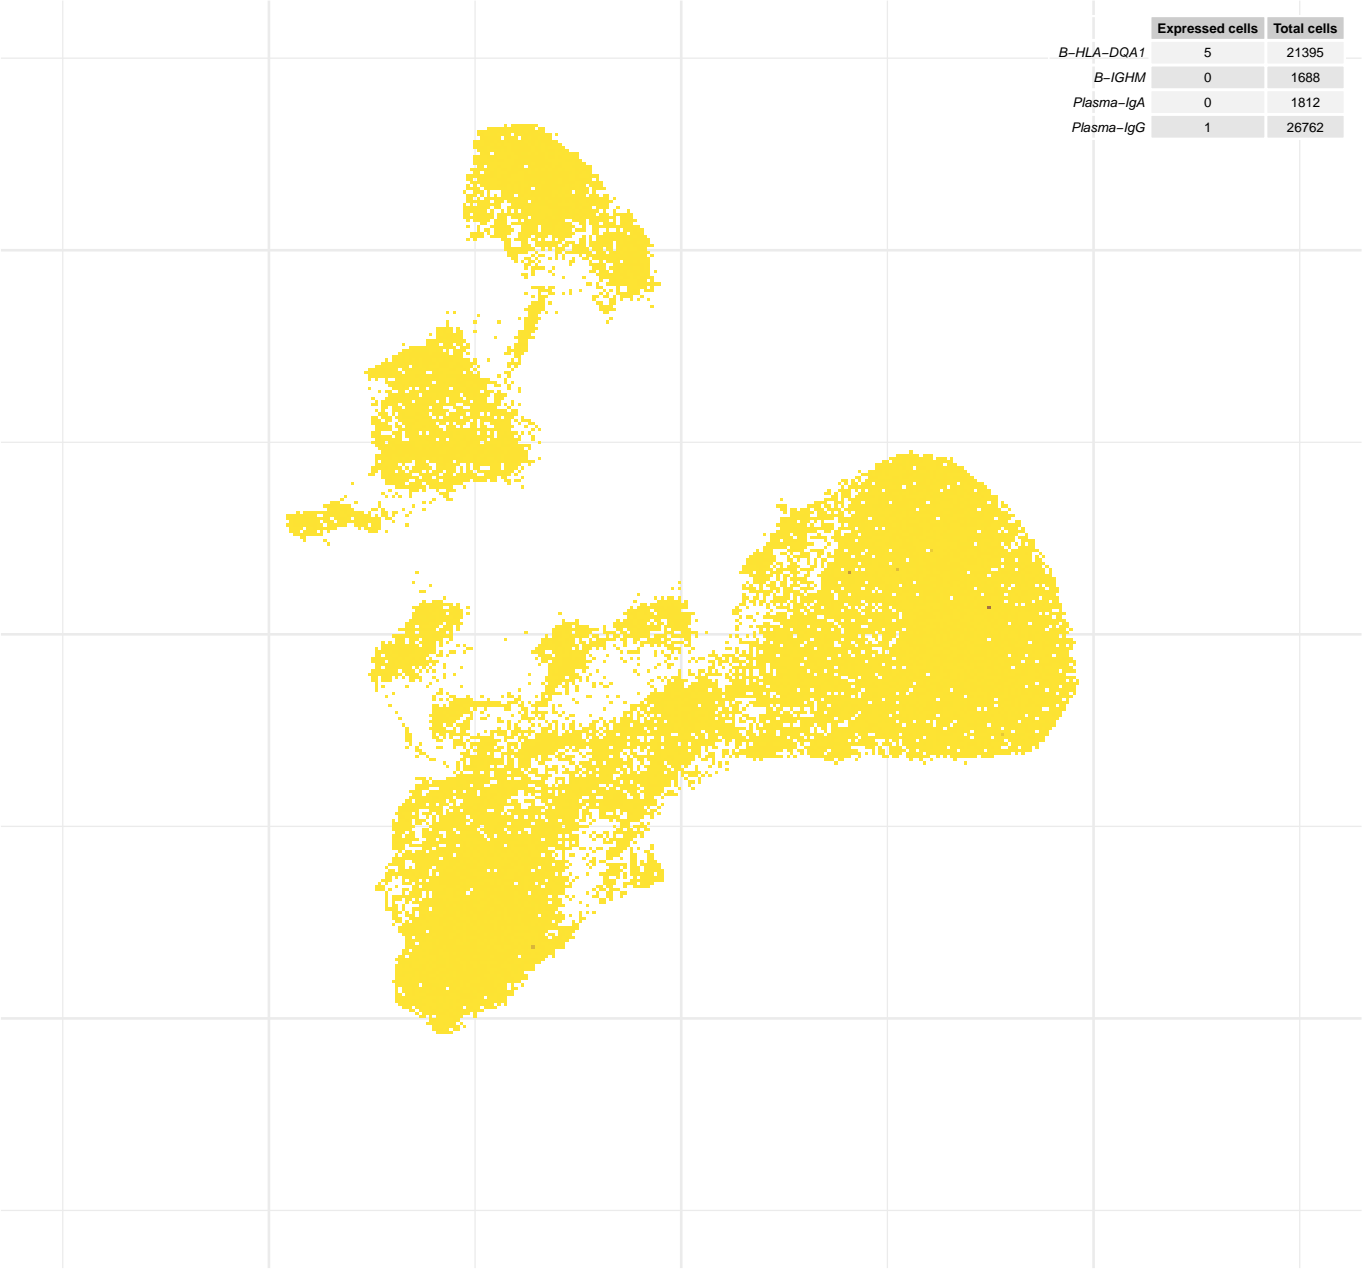 Expressed cells Total cells
B−HLA−DQA1 5 21395
B−IGHM 0 1688
Plasma−IgA 0 1812
Plasma−IgG 1 26762